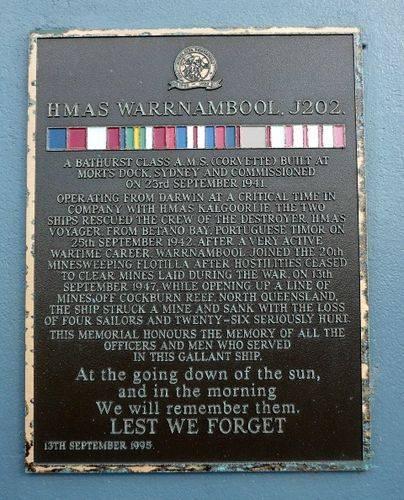 HMAS WARRNAMBOOL, J202
A BATHURST CLASS A.M.S. (CORVETTE) BUILT AT
MORTS DOCK, SYDNEY AND COMMISSIONED
ON 23rd SEPTEMBER 1941.
OPERATING FROM DARWIN AT A CRITICAL TIME IN
COMPANY WITH HMAS KALGOORLIE, THE TWO
SHIPS RESCUED THE CREW OF THE DESTROYER, HMAS
VOYAGER, FROM BETANO BAY, PORTUGUESE TIMOR ON
25th SEPTEMBER 1942. AFTER A VERY ACTIVE
WARTIME CAREER, WARRNAMBOOL JOINED THE 20th
MINESWEEPING FLOTILLA AFTER HOSTILITIES CEASED
TO CLEAR MINES LAID DURING THE WAR. ON 13th
SEPTEMBER 1947, WHILE OPENING UP A LINE OF
MINES, OFF COCKBURN REEF, NORTH QUEENSLAND,
THE SHIP STRUCK A MINE AND SANK WITH THE LOSS
OF FOUR SAILORS AND TWENTY-SIX SERIOUSLY HURT.
THIS MEMORIAL HONOURS THE MEMORY OF ALL THE
OFFICERS AND MEN WHO SERVED
IN THIS GALLANT SHIP.
At the going down of the sun,
and in the morning
We will remember them.
LEST WE FORGET
13TH SEPTEMBER 1995.